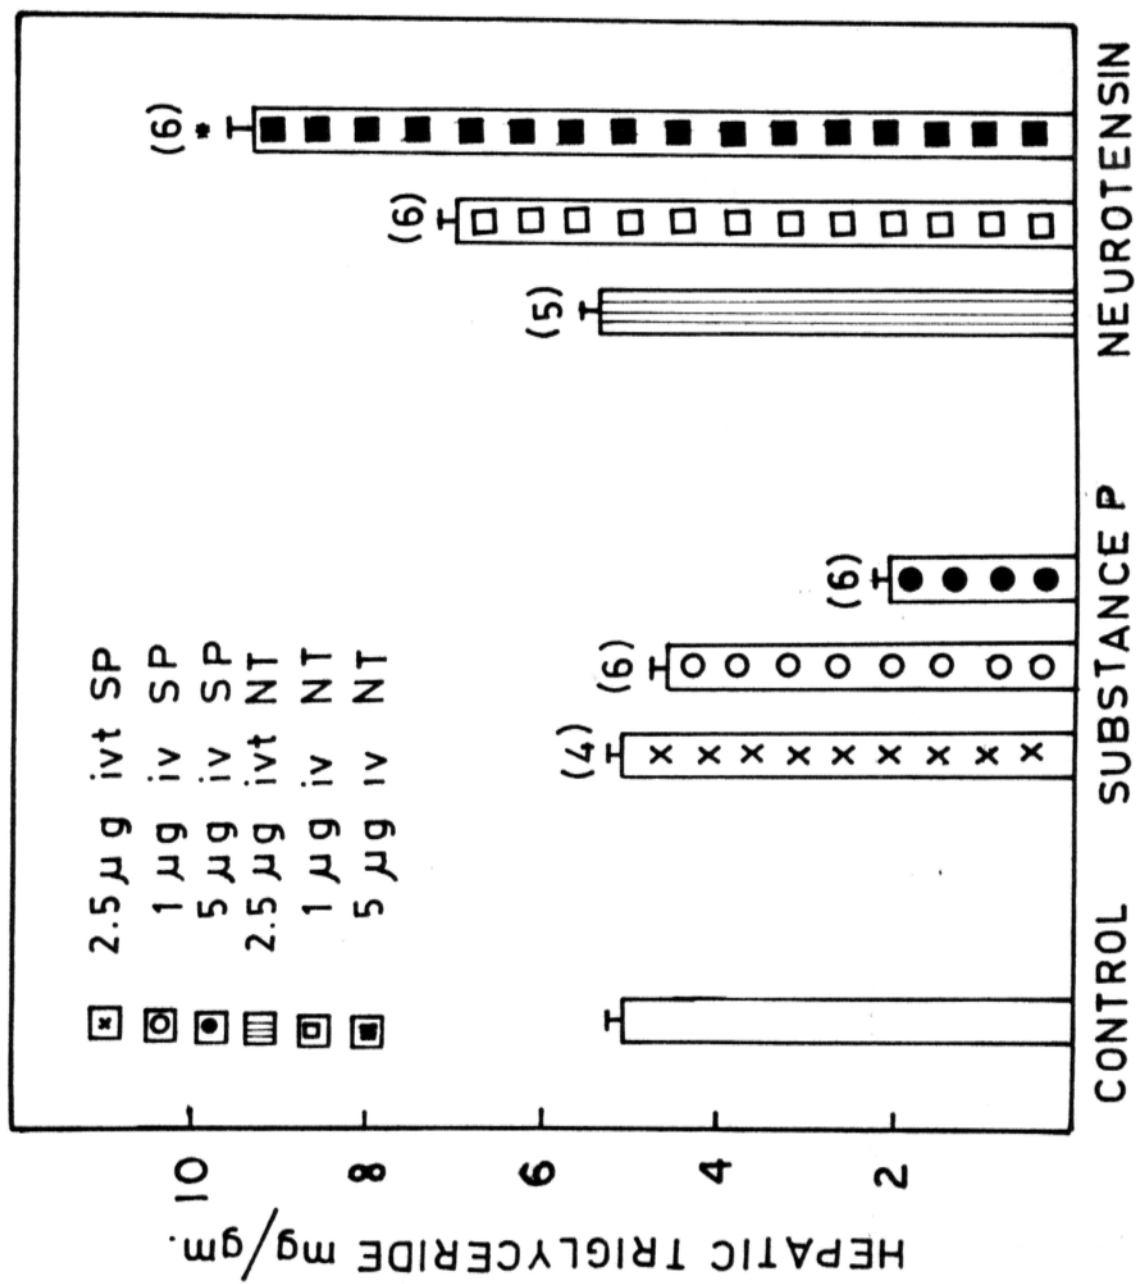 HEPATIC TRIGLYCERIDE mg/gm.
10
8
6
4
2
2.5 μg ivt SP
1 μg iv SP
5 μg iv SP
2.5 μg ivt NT
1 μg iv NT
5 μg iv NT
(4)
(6)
(6)
(5)
(6)
(6)
*
CONTROL
SUBSTANCE P
NEUROTENSIN